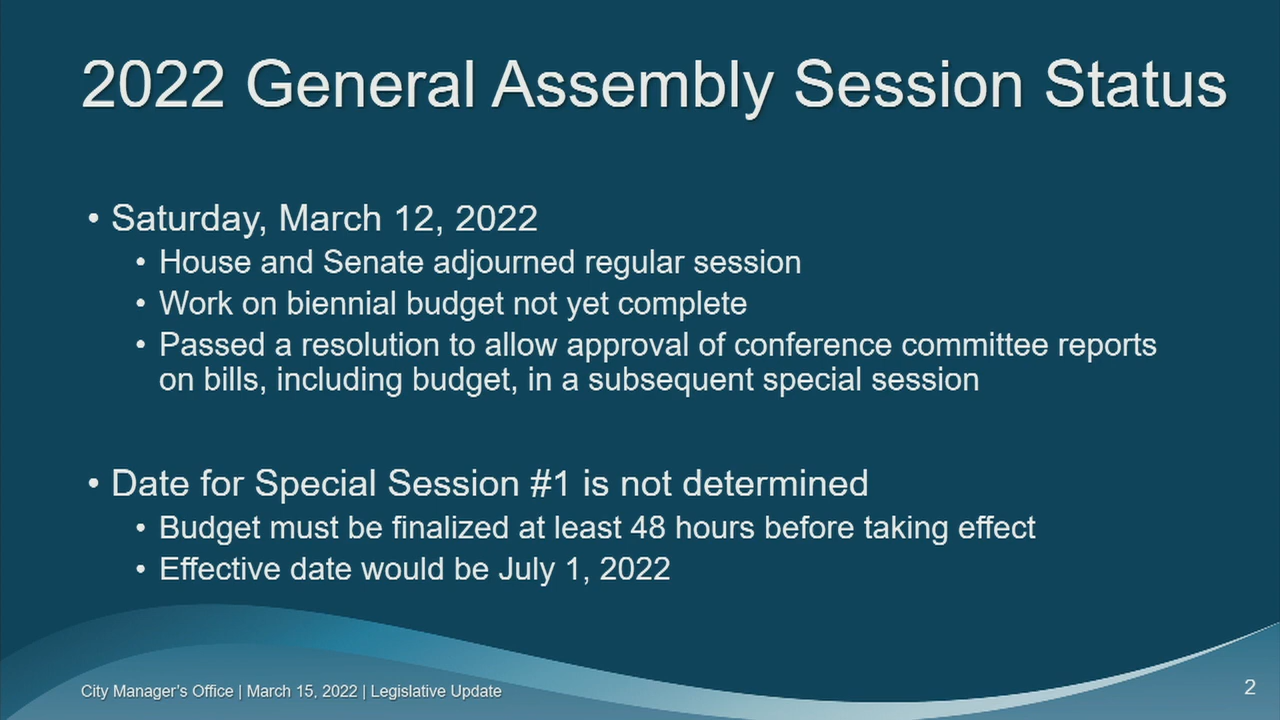 2022 General Assembly Session Status
• Saturday, March 12, 2022
• House and Senate adjourned regular session
• Work on biennial budget not yet complete
• Passed a resolution to allow approval of conference committee reports
on bills, including budget, in a subsequent special session
• Date for Special Session #1 is not determined
• Budget must be finalized at least 48 hours before taking effect
• Effective date would be July 1, 2022
City Manager's Office | March 15, 2022 | Legislative Update
2